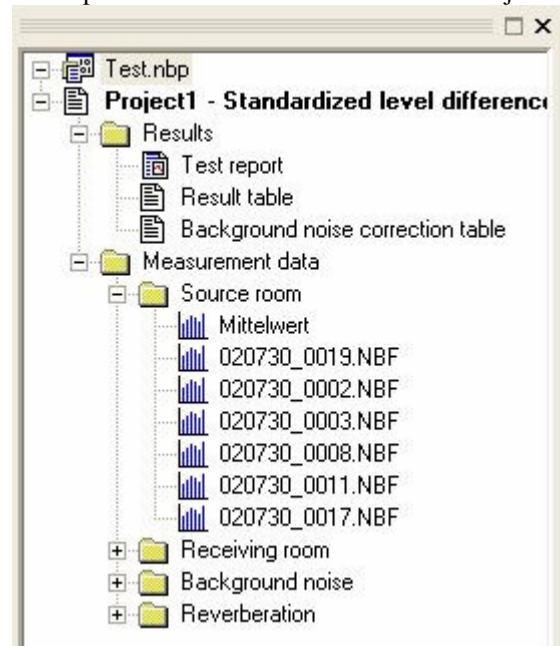 Test.nbp
Project1 - Standardized level difference
Results
Test report
Result table
Background noise correction table
Measurement data
Source room
Mittelwert
020730_0019.NBF
020730_0002.NBF
020730_0003.NBF
020730_0008.NBF
020730_0011.NBF
020730_0017.NBF
Receiving room
Background noise
Reverberation